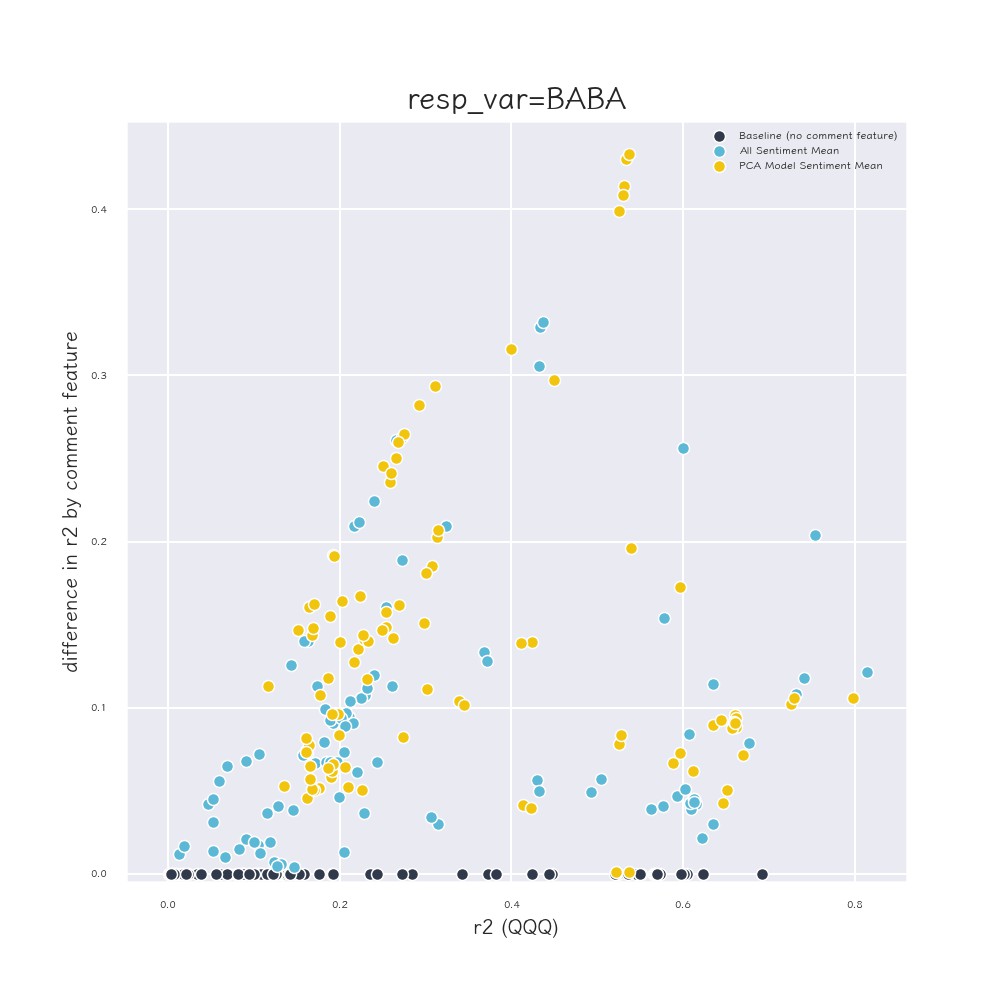 resp_var=BABA
Baseline (no comment feature)
All Sentiment Mean
PCA Model Sentiment Mean
difference in r2 by comment feature
0.4
0.3
0.2
0.1
0.0
0.0 0.2 0.4 0.6 0.8
r2 (QQQ)